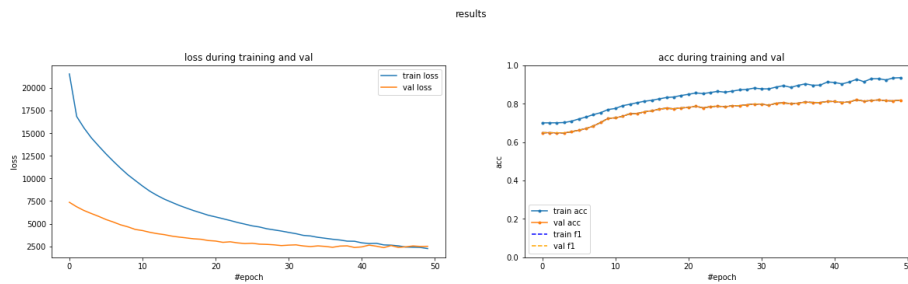 results
loss during training and val
train loss
val loss
20000
17500
15000
12500
10000
7500
5000
2500
loss
0
10
20
30
40
50
#epoch
acc during training and val
1.0
0.8
0.6
0.4
0.2
0.0
acc
train acc
val acc
train f1
val f1
0
10
20
30
40
50
#epoch